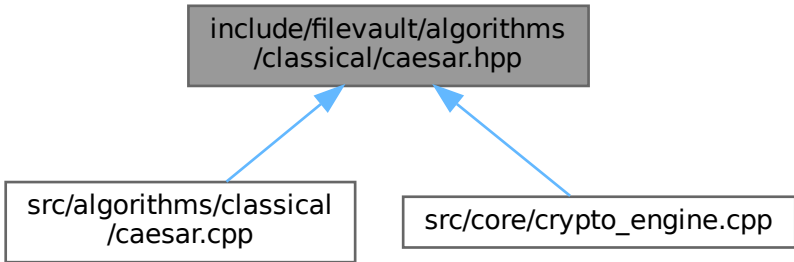 include/filevault/algorithms
/classical/caesar.hpp
src/algorithms/classical
/caesar.cpp
src/core/crypto_engine.cpp